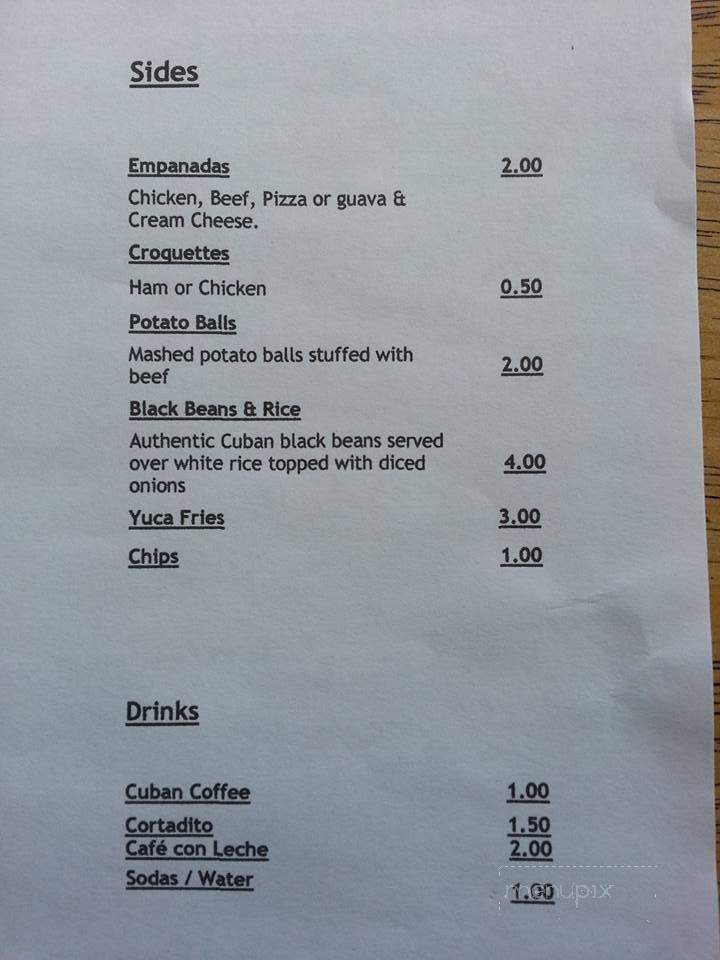 Sides
Empanadas 2.00
Chicken, Beef, Pizza or guava &
Cream Cheese.
Croquettes
Ham or Chicken 0.50
Potato Balls
Mashed potato balls stuffed with
beef 2.00
Black Beans & Rice
Authentic Cuban black beans served
over white rice topped with diced 4.00
onions
Yuca Fries 3.00
Chips 1.00
Drinks
Cuban Coffee 1.00
Cortadito 1.50
Café con Leche 2.00
Sodas / Water 1.00
menupix